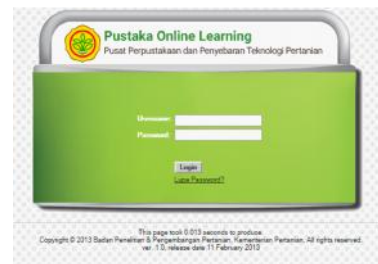 Pustaka Online Learning
Pusat Perpustakaan dan Penyebaran Teknologi Pertanian
Username:
Password:
Login
Lupa Password?
This page took 0.013 seconds to produce
Copyright © 2013 Badan Penelitian & Pengembangan Pertanian, Kementerian Pertanian, All rights reserved.
ver. 1.0, release date 11 February 2013